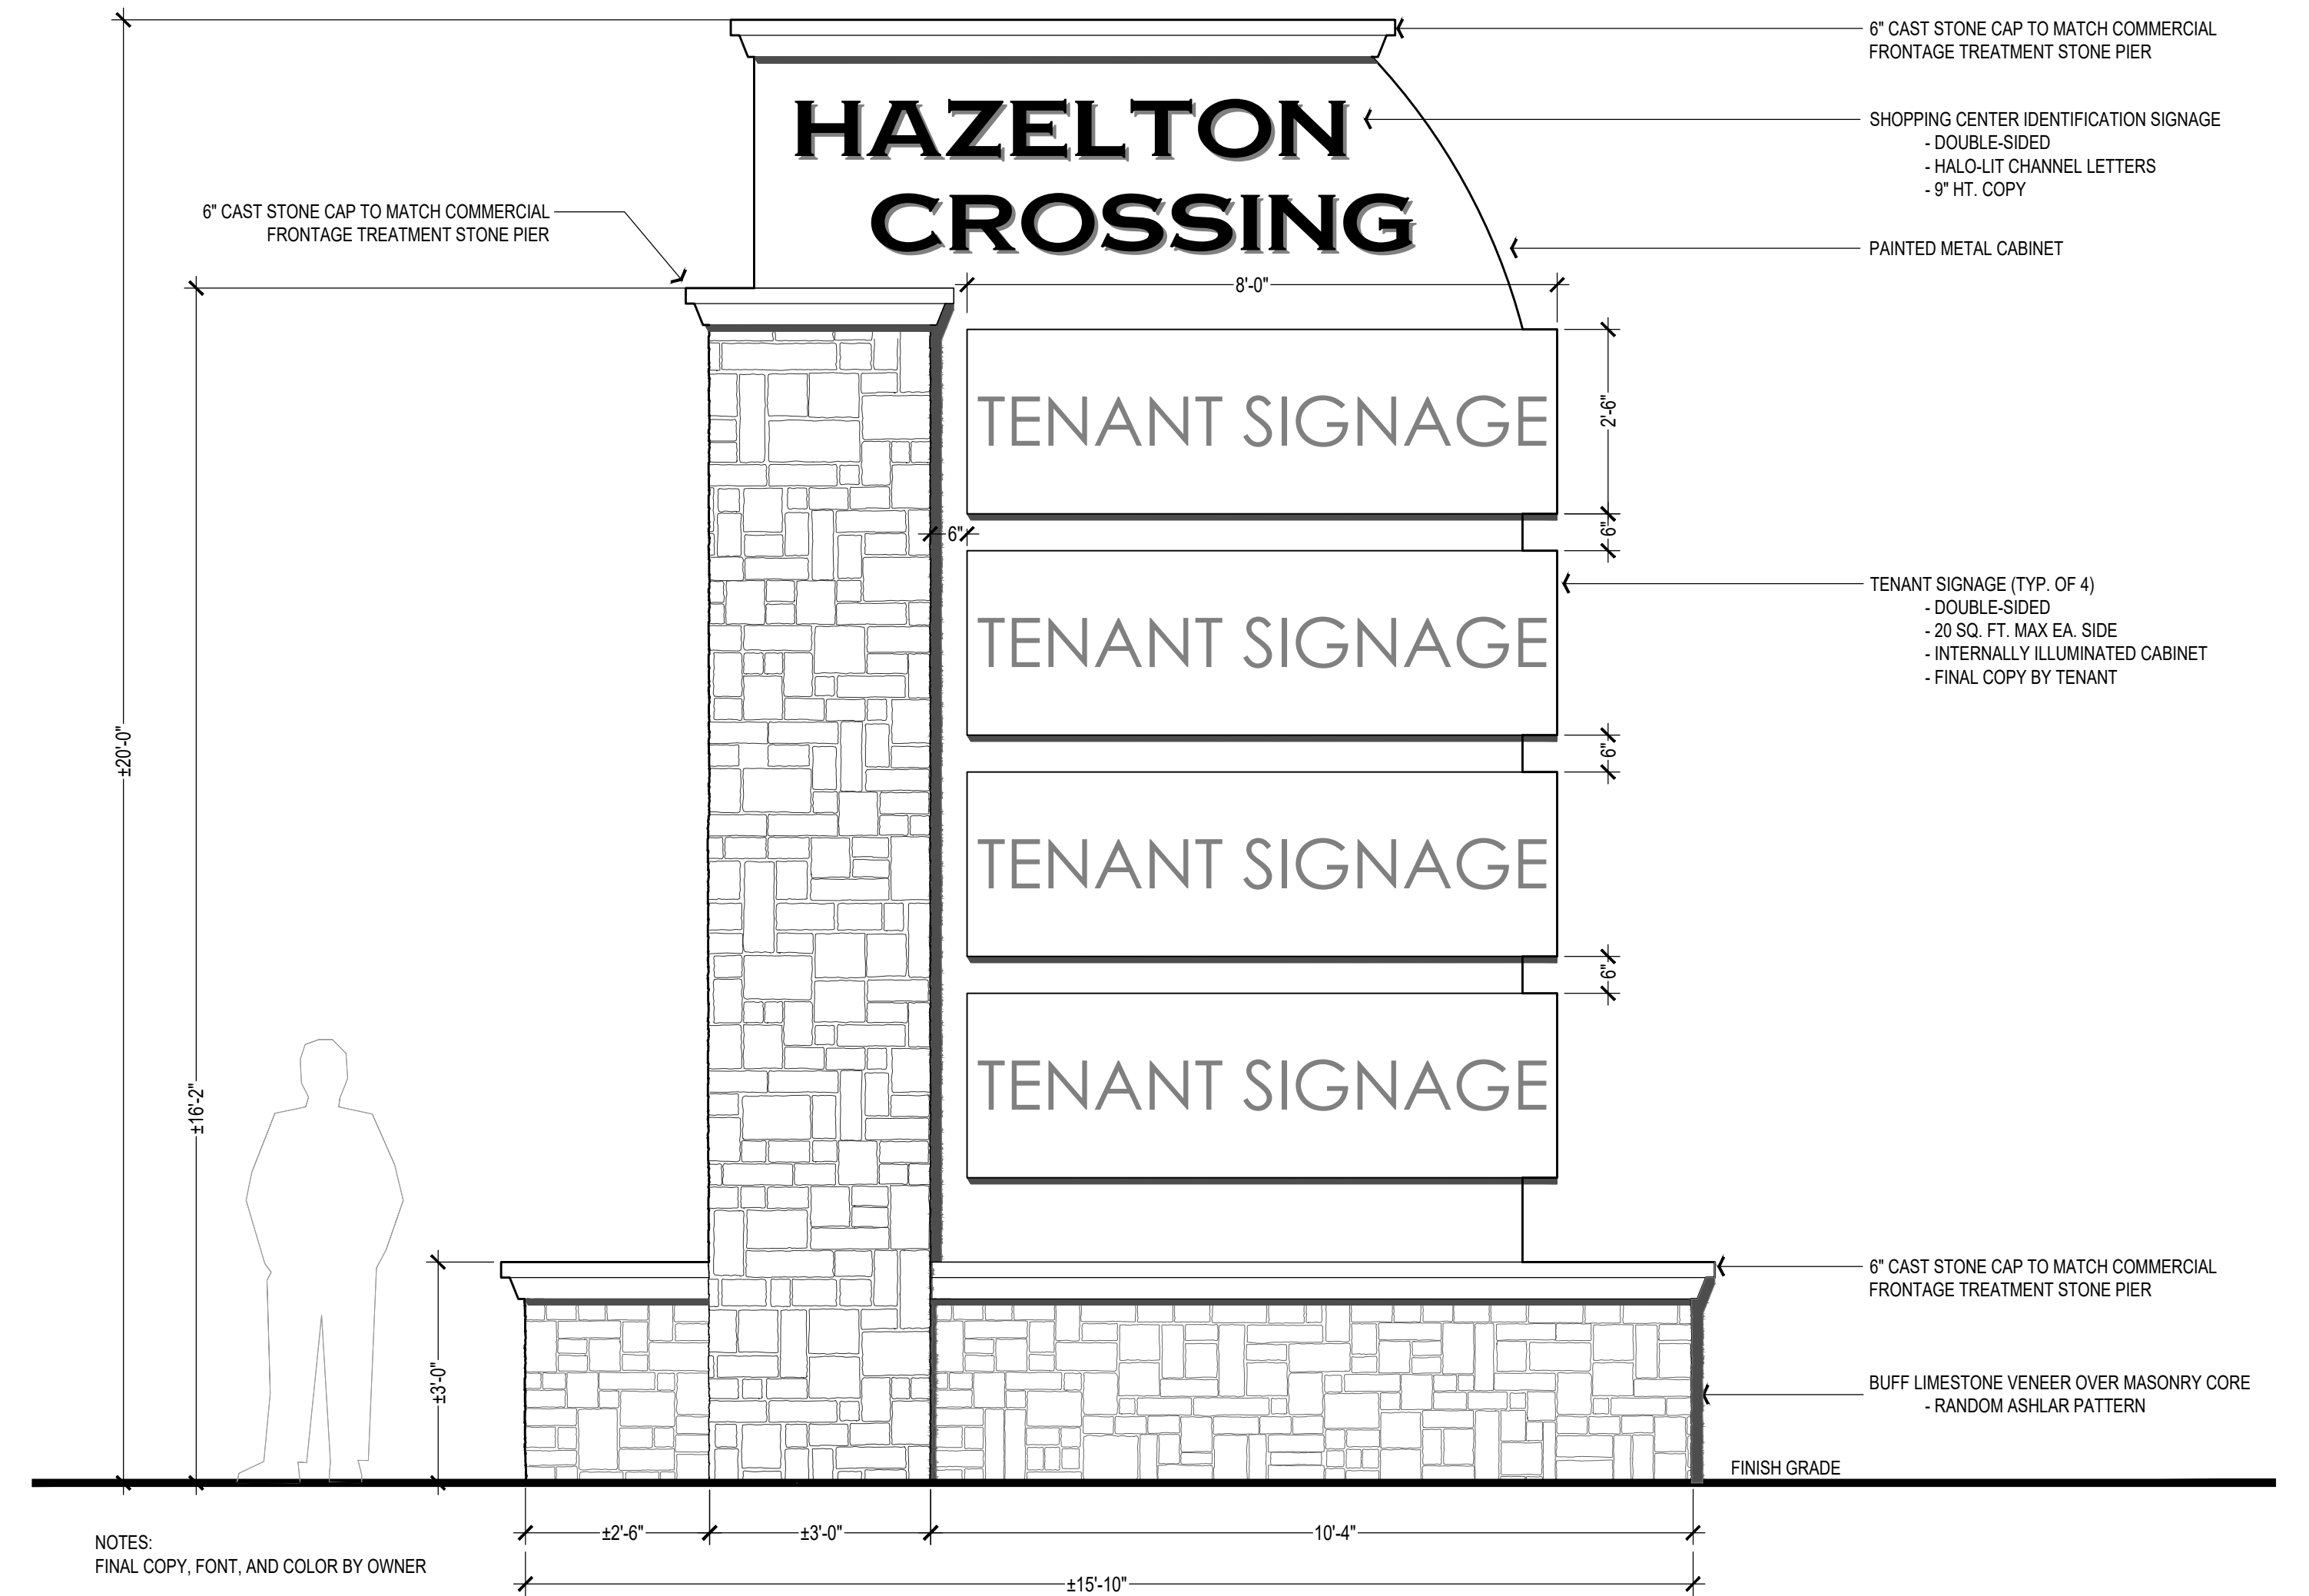 6" CAST STONE CAP TO MATCH COMMERCIAL
FRONTAGE TREATMENT STONE PIER
HAZELTON
CROSSING
SHOPPING CENTER IDENTIFICATION SIGNAGE
- DOUBLE-SIDED
- HALO-LIT CHANNEL LETTERS
- 9" HT. COPY
6" CAST STONE CAP TO MATCH COMMERCIAL
FRONTAGE TREATMENT STONE PIER
PAINTED METAL CABINET
8'-0"
TENANT SIGNAGE
2'-6"
6"
6"
TENANT SIGNAGE
TENANT SIGNAGE (TYP. OF 4)
- DOUBLE-SIDED
- 20 SQ. FT. MAX EA. SIDE
- INTERNALLY ILLUMINATED CABINET
- FINAL COPY BY TENANT
±20'-0"
6"
TENANT SIGNAGE
6"
TENANT SIGNAGE
±16'-2"
6" CAST STONE CAP TO MATCH COMMERCIAL
FRONTAGE TREATMENT STONE PIER
±3'-0"
BUFF LIMESTONE VENEER OVER MASONRY CORE
- RANDOM ASHLAR PATTERN
FINISH GRADE
±2'-6"
±3'-0"
10'-4"
NOTES:
FINAL COPY, FONT, AND COLOR BY OWNER
±15'-10"